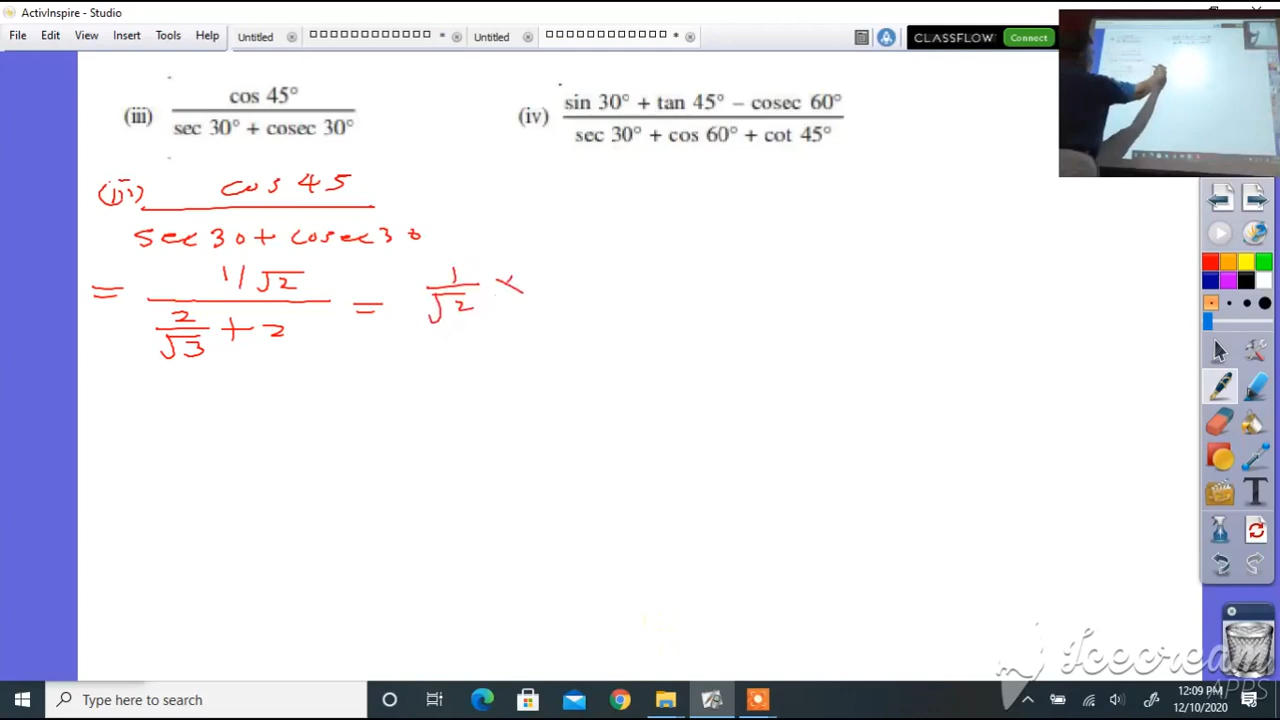 ActivInspire - Studio
File Edit View Insert Tools Help Untitled * Untitled *
CLASSFLOW Connect
(iii) cos 45° / sec 30° + cosec 30°
(iv) sin 30° + tan 45° – cosec 60° / sec 30° + cos 60° + cot 45°
(iii) cos 45
sec 30 + cosec 30
= 1/√2 / 2/√3 + 2 = 1/√2 ×
Icecream
APPS
Type here to search
12:09 PM
12/10/2020